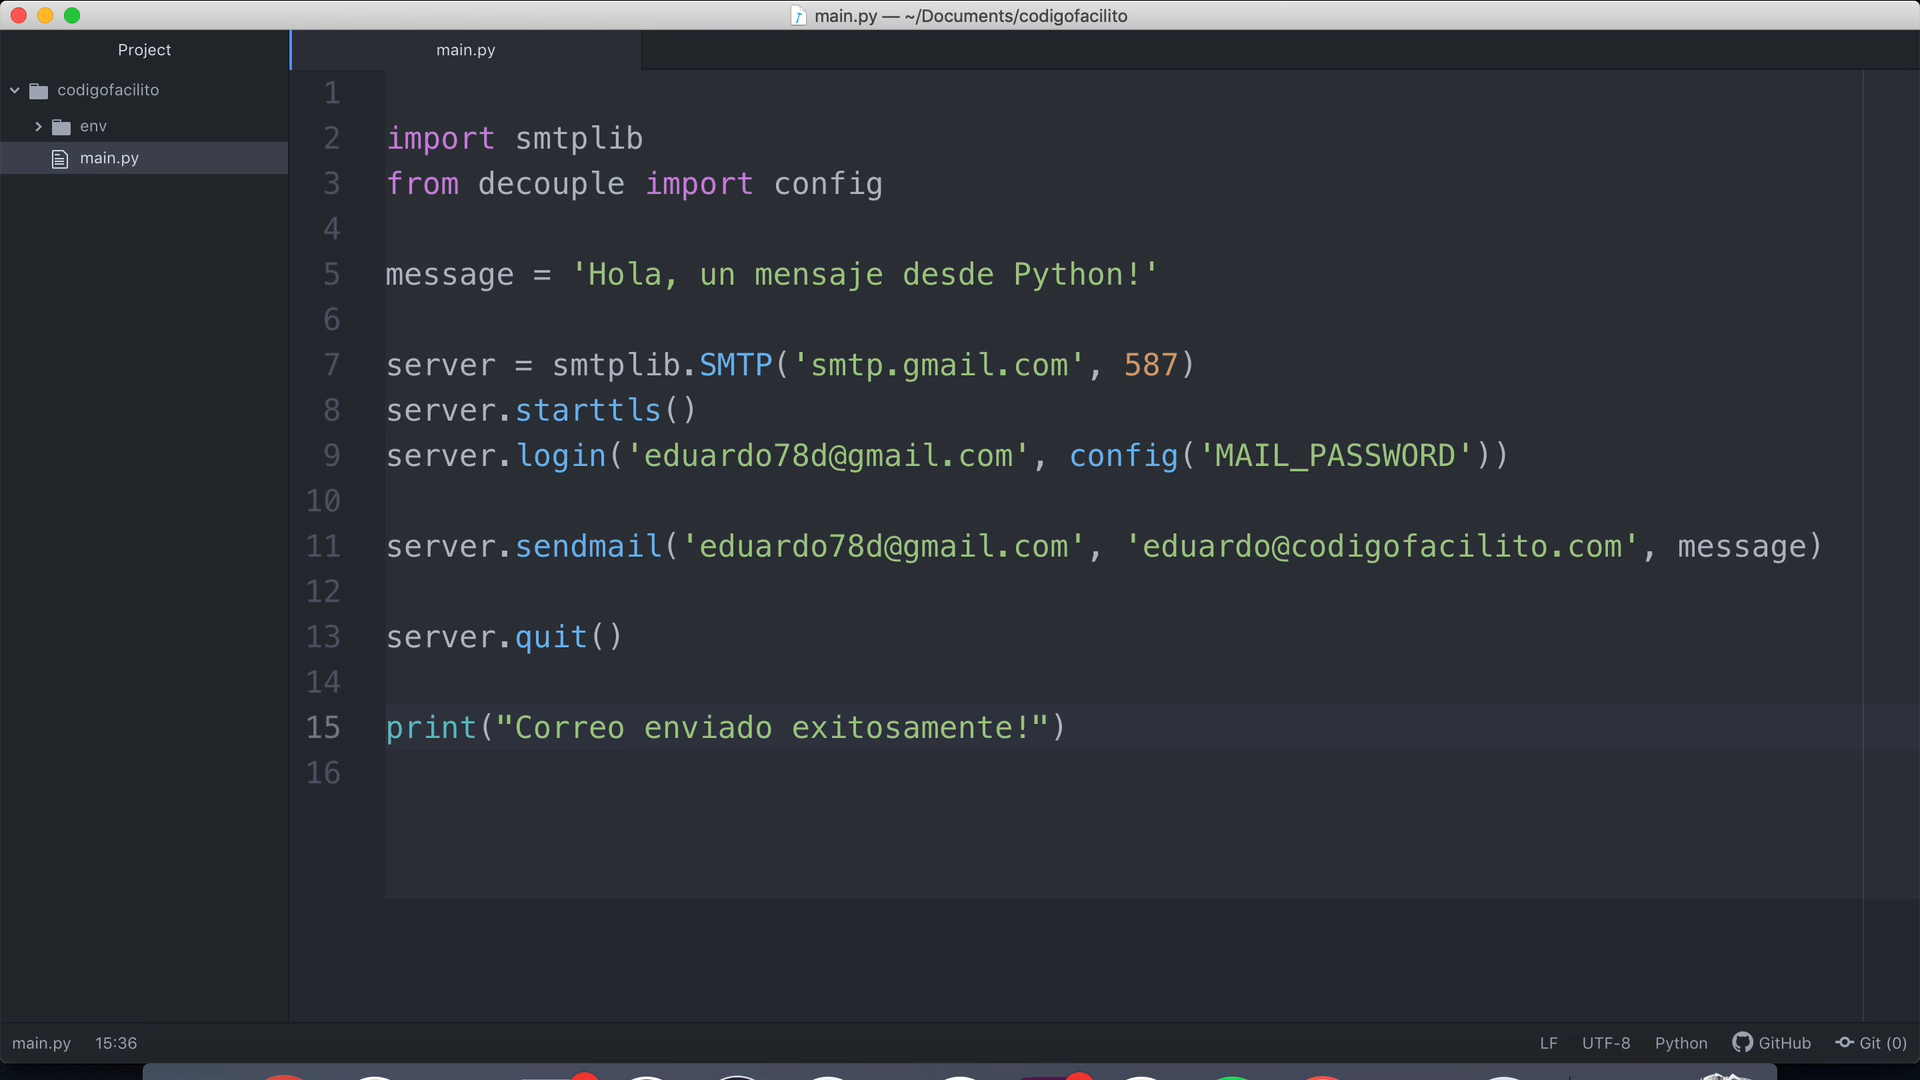 main.py — ~/Documents/codigofacilito
Project
main.py
codigofacilito
env
main.py
1
2 import smtplib
3 from decouple import config
4
5 message = 'Hola, un mensaje desde Python!'
6
7 server = smtplib.SMTP('smtp.gmail.com', 587)
8 server.starttls()
9 server.login('eduardo78d@gmail.com', config('MAIL_PASSWORD'))
10
11 server.sendmail('eduardo78d@gmail.com', 'eduardo@codigofacilito.com', message)
12
13 server.quit()
14
15 print("Correo enviado exitosamente!")
16
main.py 15:36 LF UTF-8 Python GitHub Git (0)